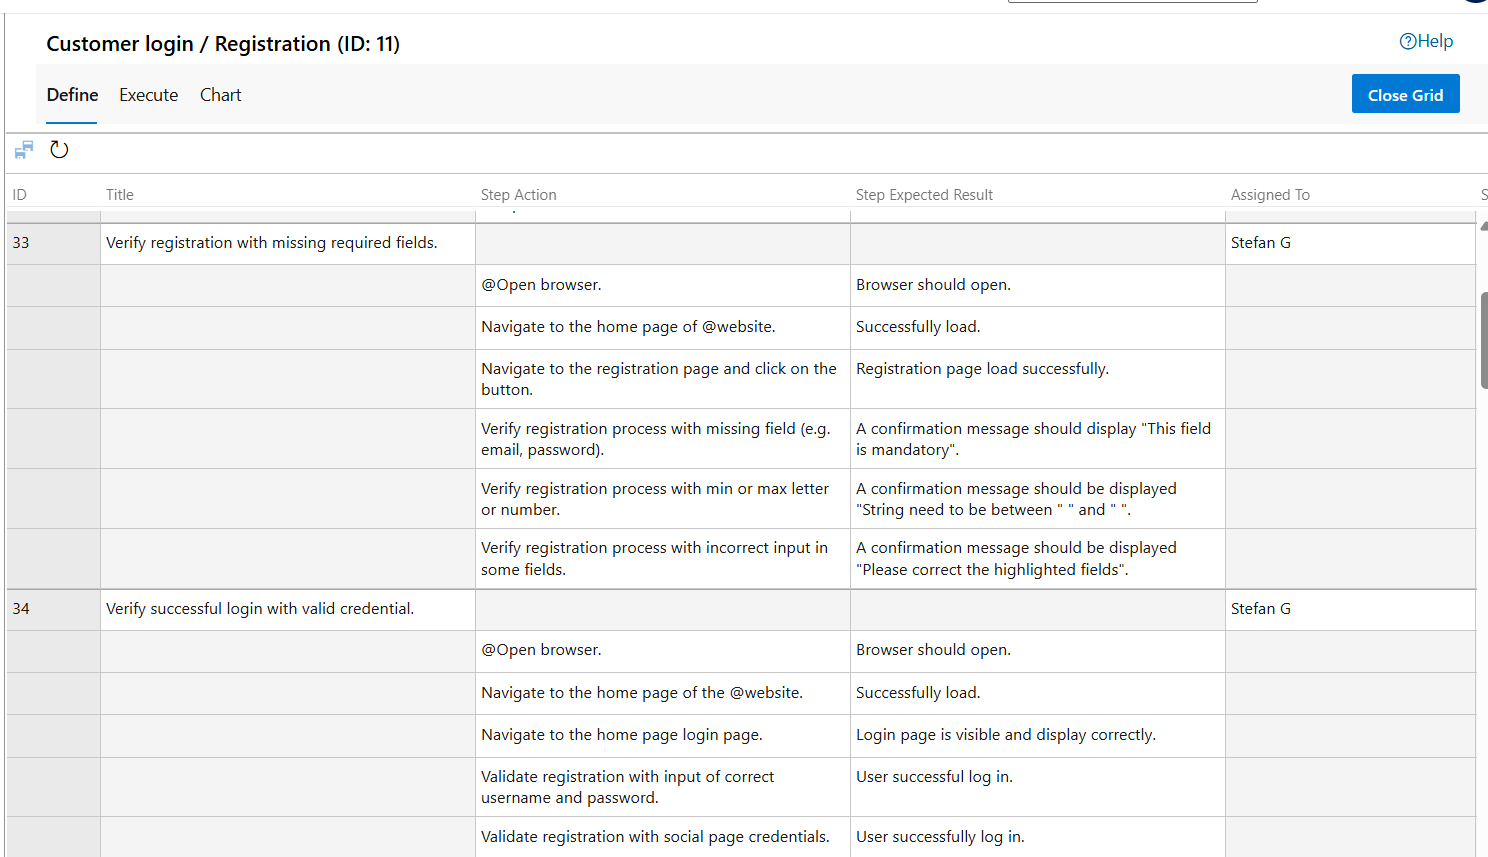 Customer login / Registration (ID: 11)
Help
Define Execute Chart
Close Grid
ID Title Step Action Step Expected Result Assigned To S
33 Verify registration with missing required fields. Stefan G
@Open browser. Browser should open.
Navigate to the home page of @website. Successfully load.
Navigate to the registration page and click on the Registration page load successfully.
button.
Verify registration process with missing field (e.g. A confirmation message should display "This field
email, password). is mandatory".
Verify registration process with min or max letter A confirmation message should be displayed
or number. "String need to be between " " and " ".
Verify registration process with incorrect input in A confirmation message should be displayed
some fields. "Please correct the highlighted fields".
34 Verify successful login with valid credential. Stefan G
@Open browser. Browser should open.
Navigate to the home page of the @website. Successfully load.
Navigate to the home page login page. Login page is visible and display correctly.
Validate registration with input of correct User successful log in.
username and password.
Validate registration with social page credentials. User successfully log in.